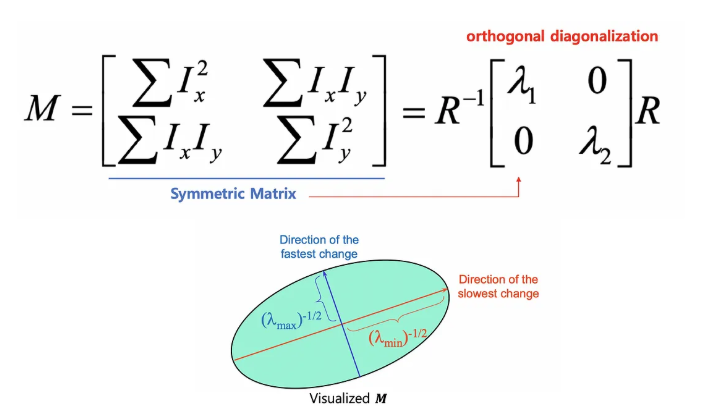 orthogonal diagonalization
M = [ ∑I_x^2 ∑I_xI_y ; ∑I_xI_y ∑I_y^2 ] = R^{-1} [ λ_1 0 ; 0 λ_2 ] R
Symmetric Matrix
Direction of the
fastest change
Direction of the
slowest change
(λ_max)^{-1/2}
(λ_min)^{-1/2}
Visualized M